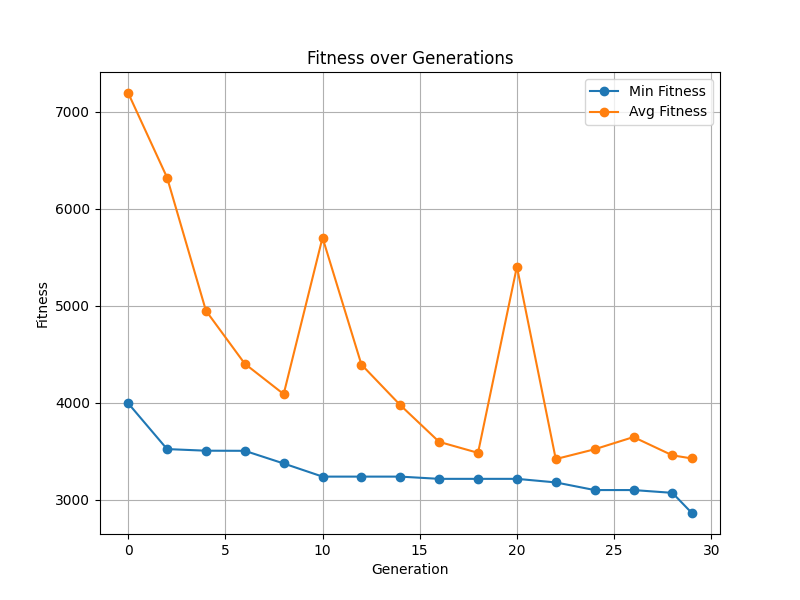 Fitness over Generations
Min Fitness
Avg Fitness
7000
6000
5000
4000
3000
Fitness
0 5 10 15 20 25 30
Generation